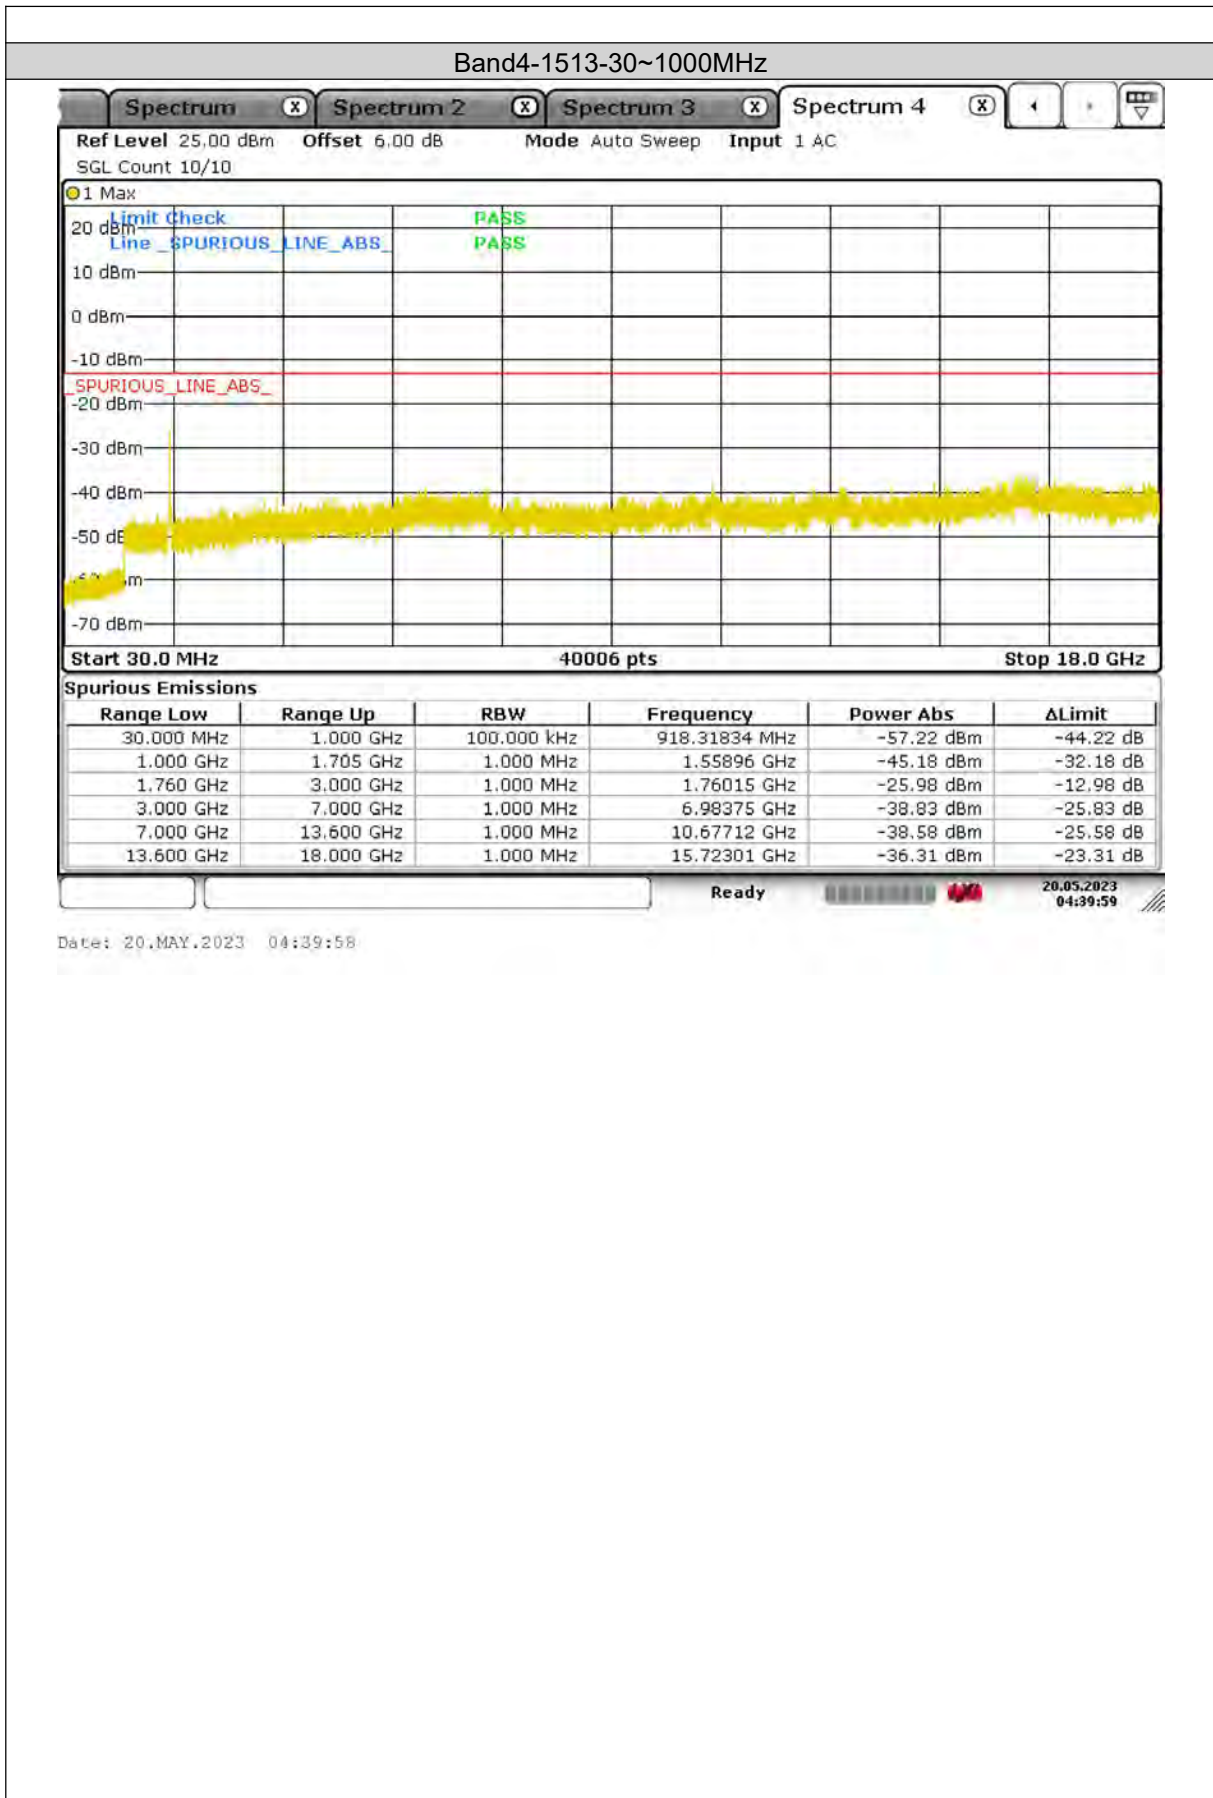 Band4-1513-30~1000MHz
Spectrum X Spectrum 2 X Spectrum 3 X Spectrum 4 X
Ref Level 25.00 dBm Offset 6.00 dB Mode Auto Sweep Input 1 AC
SGL Count 10/10
1 Max
Limit Check PASS
20 dBm
Line _SPURIOUS_LINE_ABS_ PASS
10 dBm
0 dBm
-10 dBm
_SPURIOUS_LINE_ABS_
-20 dBm
-30 dBm
-40 dBm
-50 dB
-70 dBm
Start 30.0 MHz 40006 pts Stop 18.0 GHz
Spurious Emissions
Range Low Range Up RBW Frequency Power Abs ΔLimit
30.000 MHz 1.000 GHz 100.000 kHz 918.31834 MHz -57.22 dBm -44.22 dB
1.000 GHz 1.705 GHz 1.000 MHz 1.55896 GHz -45.18 dBm -32.18 dB
1.760 GHz 3.000 GHz 1.000 MHz 1.76015 GHz -25.98 dBm -12.98 dB
3.000 GHz 7.000 GHz 1.000 MHz 6.98375 GHz -38.83 dBm -25.83 dB
7.000 GHz 13.600 GHz 1.000 MHz 10.67712 GHz -38.58 dBm -25.58 dB
13.600 GHz 18.000 GHz 1.000 MHz 15.72301 GHz -36.31 dBm -23.31 dB
Ready 20.05.2023
04:39:59
Date: 20.MAY.2023 04:39:58